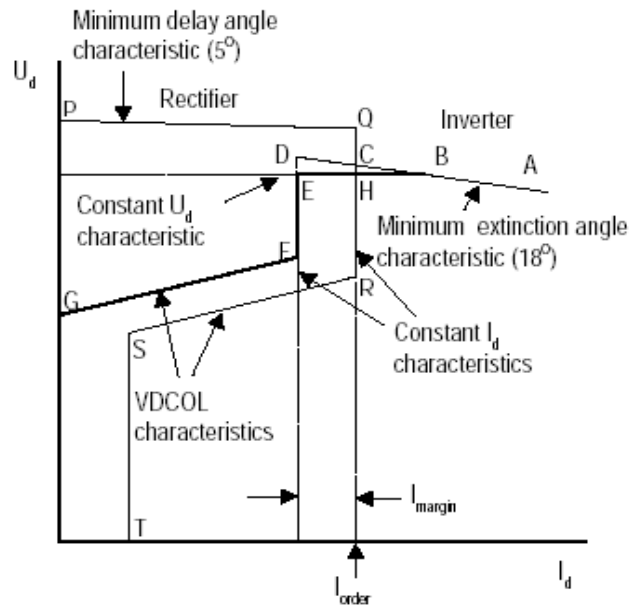 Minimum delay angle
characteristic (5°)
U_d
P
Rectifier
Q
Inverter
D
C
B
A
E
H
Constant U_d
characteristic
Minimum extinction angle
characteristic (18°)
F
G
R
S
Constant I_d
characteristics
VDCOL
characteristics
T
I_margin
I_order
I_d